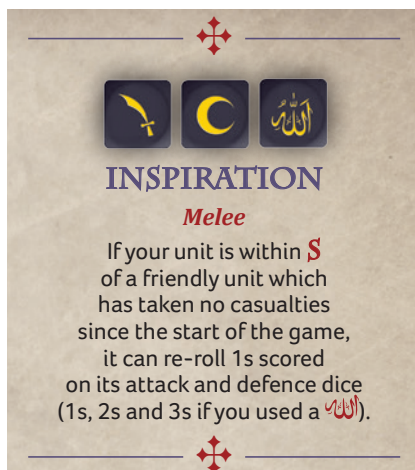 الله
INSPIRATION
Melee
If your unit is within S
of a friendly unit which
has taken no casualties
since the start of the game,
it can re-roll 1s scored
on its attack and defence dice
(1s, 2s and 3s if you used a الله).